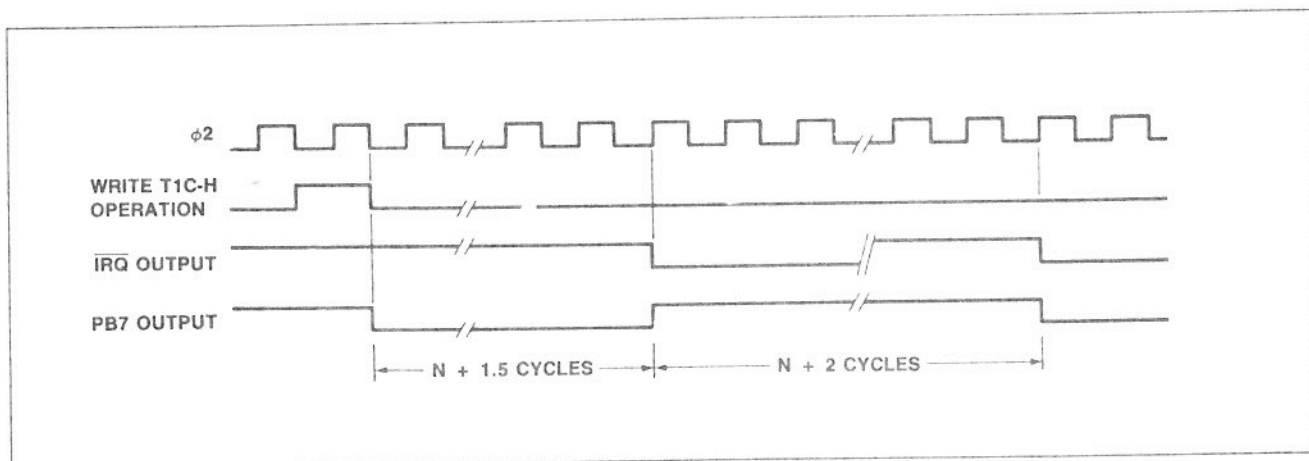 φ2
WRITE T1C-H
OPERATION
IRQ OUTPUT
PB7 OUTPUT
N + 1.5 CYCLES
N + 2 CYCLES